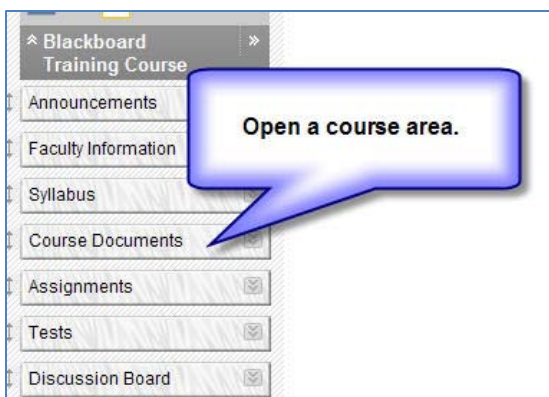 Blackboard
Training Course
Announcements
Open a course area.
Faculty Information
Syllabus
Course Documents
Assignments
Tests
Discussion Board